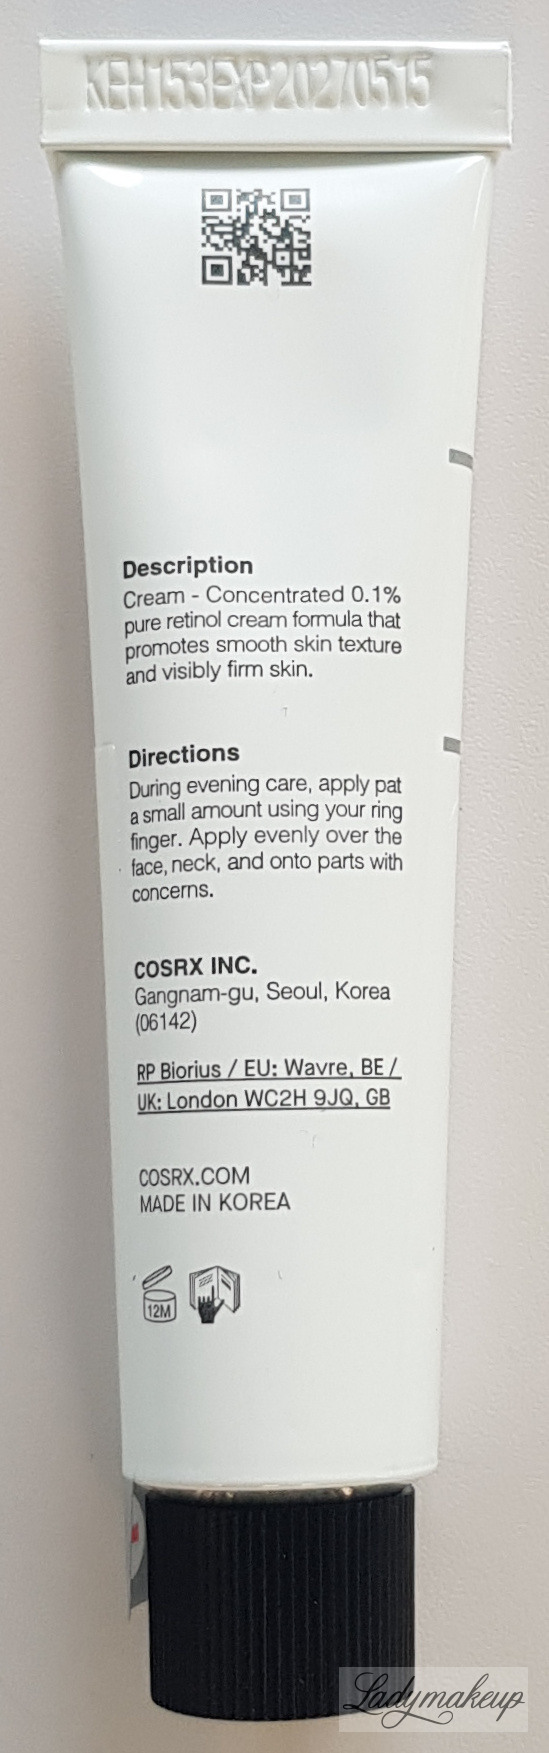 KEH153EXP20270515
Description
Cream - Concentrated 0.1%
pure retinol cream formula that
promotes smooth skin texture
and visibly firm skin.
Directions
During evening care, apply pat
a small amount using your ring
finger. Apply evenly over the
face, neck, and onto parts with
concerns.
COSRX INC.
Gangnam-gu, Seoul, Korea
(06142)
RP Biorius / EU: Wavre, BE /
UK: London WC2H 9JQ, GB
COSRX.COM
MADE IN KOREA
12M
Ladymakeup